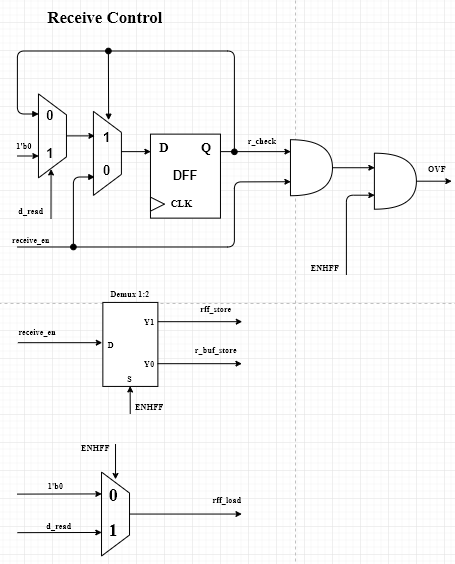 Receive Control
0
1'b0
1
d_read
receive_en
1
0
D
Q
DFF
CLK
r_check
OVF
ENHFF
Demux 1:2
receive_en
D
Y1
rff_store
Y0
r_buf_store
S
ENHFF
ENHFF
1'b0
0
rff_load
d_read
1